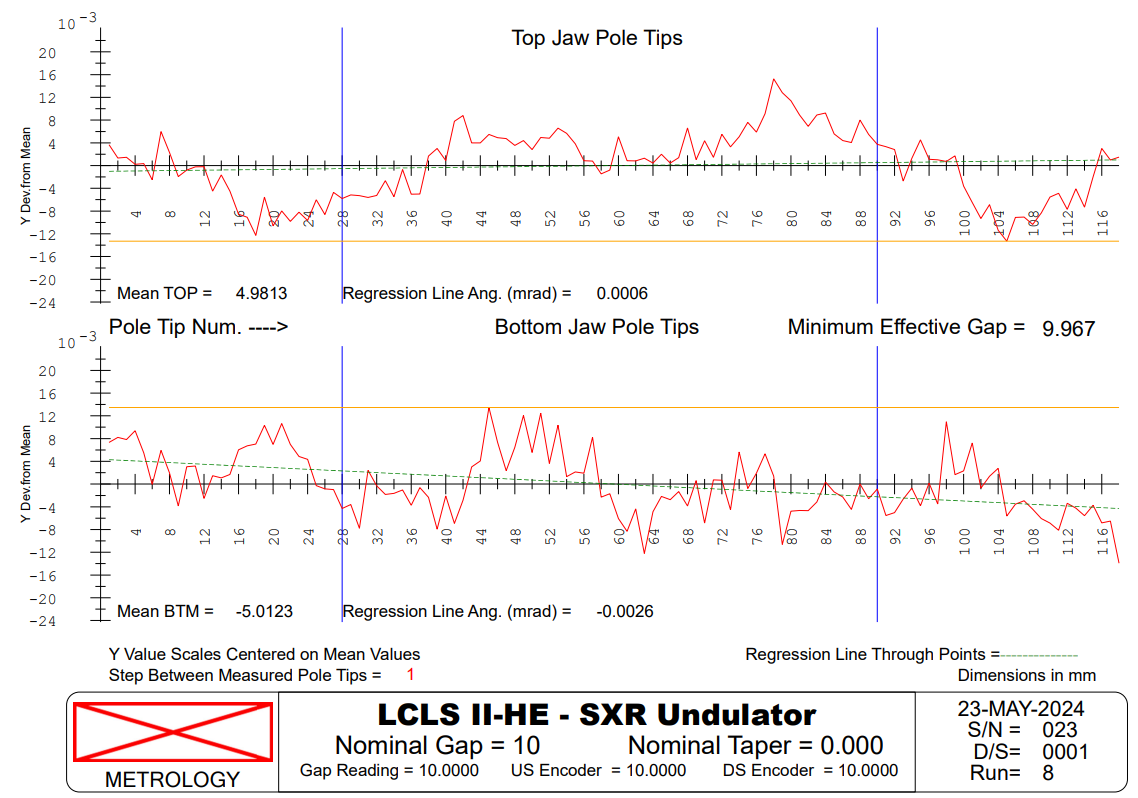 10 -3
Top Jaw Pole Tips
20
16
12
8
4
-4
-8
-12
-16
-20
-24
Y Dev.from Mean
4 8 12 16 20 24 28 32 36 40 44 48 52 56 60 64 68 72 76 80 84 88 92 96 100 104 108 112 116
Mean TOP = 4.9813 Regression Line Ang. (mrad) = 0.0006
Pole Tip Num. ----> Bottom Jaw Pole Tips Minimum Effective Gap = 9.967
10 -3
20
16
12
8
4
-4
-8
-12
-16
-20
-24
Y Dev.from Mean
4 8 12 16 20 24 28 32 36 40 44 48 52 56 60 64 68 72 76 80 84 88 92 96 100 104 108 112 116
Mean BTM = -5.0123 Regression Line Ang. (mrad) = -0.0026
Y Value Scales Centered on Mean Values Regression Line Through Points =
Step Between Measured Pole Tips = 1 Dimensions in mm
METROLOGY
LCLS II-HE - SXR Undulator
Nominal Gap = 10 Nominal Taper = 0.000
Gap Reading = 10.0000 US Encoder = 10.0000 DS Encoder = 10.0000
23-MAY-2024
S/N = 023
D/S= 0001
Run= 8